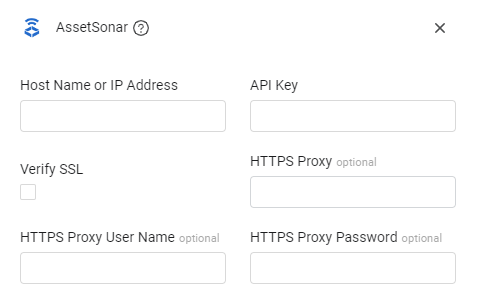 AssetSonar ?
Host Name or IP Address
API Key
Verify SSL
HTTPS Proxy optional
HTTPS Proxy User Name optional
HTTPS Proxy Password optional